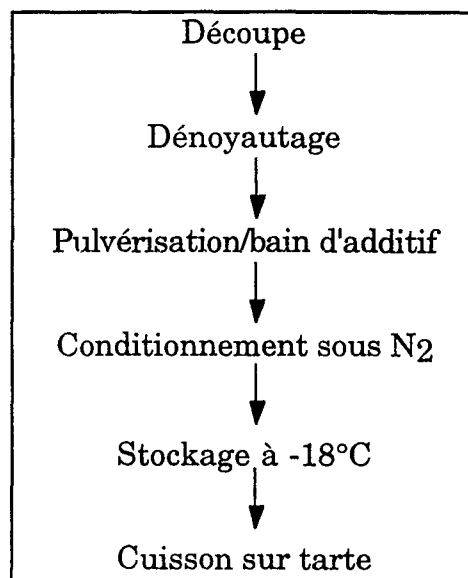 Découpe
Dénoyautage
Pulvérisation/bain d'additif
Conditionnement sous N2
Stockage à -18°C
Cuisson sur tarte